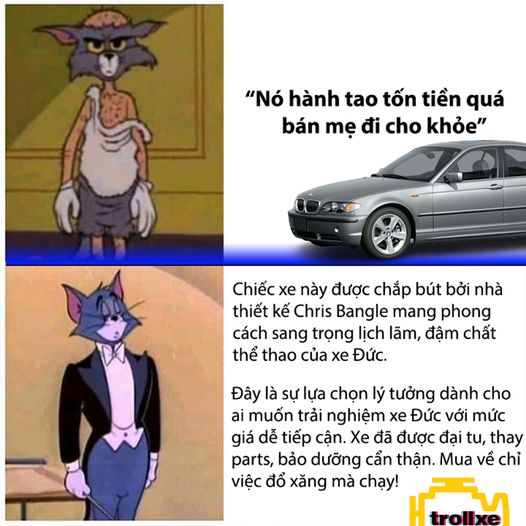 “Nó hành tao tốn tiền quá
bán mẹ đi cho khỏe”
Chiếc xe này được chắp bút bởi nhà
thiết kế Chris Bangle mang phong
cách sang trọng lịch lãm, đậm chất
thể thao của xe Đức.
Đây là sự lựa chọn lý tưởng dành cho
ai muốn trải nghiệm xe Đức với mức
giá dễ tiếp cận. Xe đã được đại tu, thay
parts, bảo dưỡng cẩn thận. Mua về chỉ
việc đổ xăng mà chạy!
trollxe